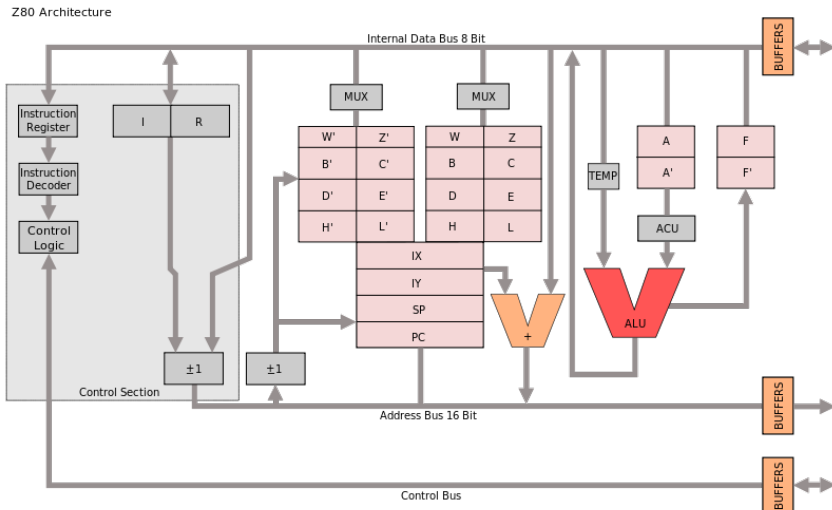 Z80 Architecture
Internal Data Bus 8 Bit
BUFFERS
MUX
MUX
Instruction
Register
I
R
W'
Z'
W
Z
A
F
B'
C'
B
C
A'
F'
Instruction
Decoder
TEMP
D'
E'
D
E
H'
L'
H
L
ACU
Control
Logic
IX
IY
SP
PC
+
ALU
±1
±1
Control Section
Address Bus 16 Bit
BUFFERS
Control Bus
BUFFERS